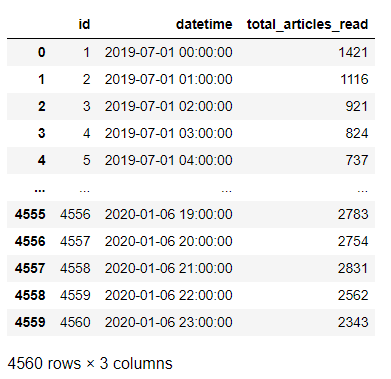 id datetime total_articles_read
0 1 2019-07-01 00:00:00 1421
1 2 2019-07-01 01:00:00 1116
2 3 2019-07-01 02:00:00 921
3 4 2019-07-01 03:00:00 824
4 5 2019-07-01 04:00:00 737
... ... ... ...
4555 4556 2020-01-06 19:00:00 2783
4556 4557 2020-01-06 20:00:00 2754
4557 4558 2020-01-06 21:00:00 2831
4558 4559 2020-01-06 22:00:00 2562
4559 4560 2020-01-06 23:00:00 2343
4560 rows × 3 columns